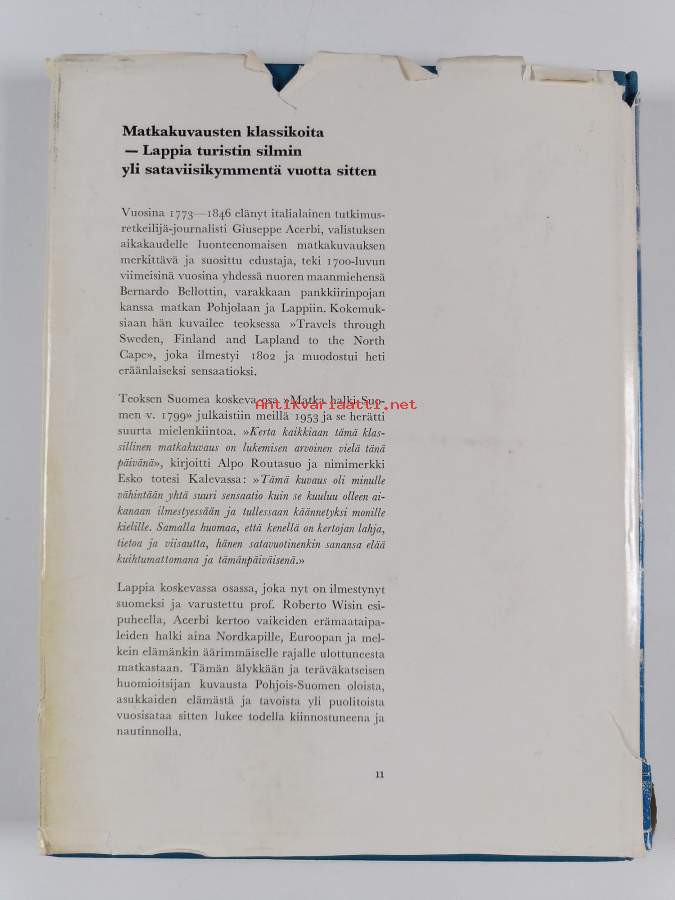 Matkakuvausten klassikoita
— Lappia turistin silmin
yli sataviisikymmentä vuotta sitten
Vuosina 1773—1846 elänyt italialainen tutkimus-
retkeilijä-journalisti Giuseppe Acerbi, valistuksen
aikakaudelle luonteenomaisen matkakuvauksen
merkittävä ja suosittu edustaja, teki 1700-luvun
viimeisinä vuosina yhdessä nuoren maanmiehensä
Bernardo Bellottin, varakkaan pankkiirinpojan
kanssa matkan Pohjolaan ja Lappiin. Kokemuk-
siaan hän kuvailee teoksessa »Travels through
Sweden, Finland and Lapland to the North
Cape», joka ilmestyi 1802 ja muodostui heti
eräänlaiseksi sensaatioksi.
Teoksen Suomea koskeva osa »Matka halki Suo-
men v. 1799» julkaistiin meillä 1953 ja se herätti
Antikvariaatti.net
suurta mielenkiintoa. »Kerta kaikkiaan tämä klas-
sillinen matkakuvaus on lukemisen arvoinen vielä tänä
päivänä», kirjoitti Alpo Routasuo ja nimimerkki
Esko totesi Kalevassa: »Tämä kuvaus oli minulle
vähintään yhtä suuri sensaatio kuin se kuuluu olleen ai-
kanaan ilmestyessään ja tullessaan käännetyksi monille
kielille. Samalla huomaa, että kenellä on kertojan lahja,
tietoa ja viisautta, hänen satavuotinenkin sanansa elää
kuihtumattomana ja tämänpäiväisenä.»
Lappia koskevassa osassa, joka nyt on ilmestynyt
suomeksi ja varustettu prof. Roberto Wisin esi-
puheella, Acerbi kertoo vaikeiden erämaataipa-
leiden halki aina Nordkapille, Euroopan ja mel-
kein elämänkin äärimmäiselle rajalle ulottuneesta
matkastaan. Tämän älykkään ja teräväkatseisen
huomioitsijan kuvausta Pohjois-Suomen oloista,
asukkaiden elämästä ja tavoista yli puolitoista
vuosisataa sitten lukee todella kiinnostuneena ja
nautinnolla.
11